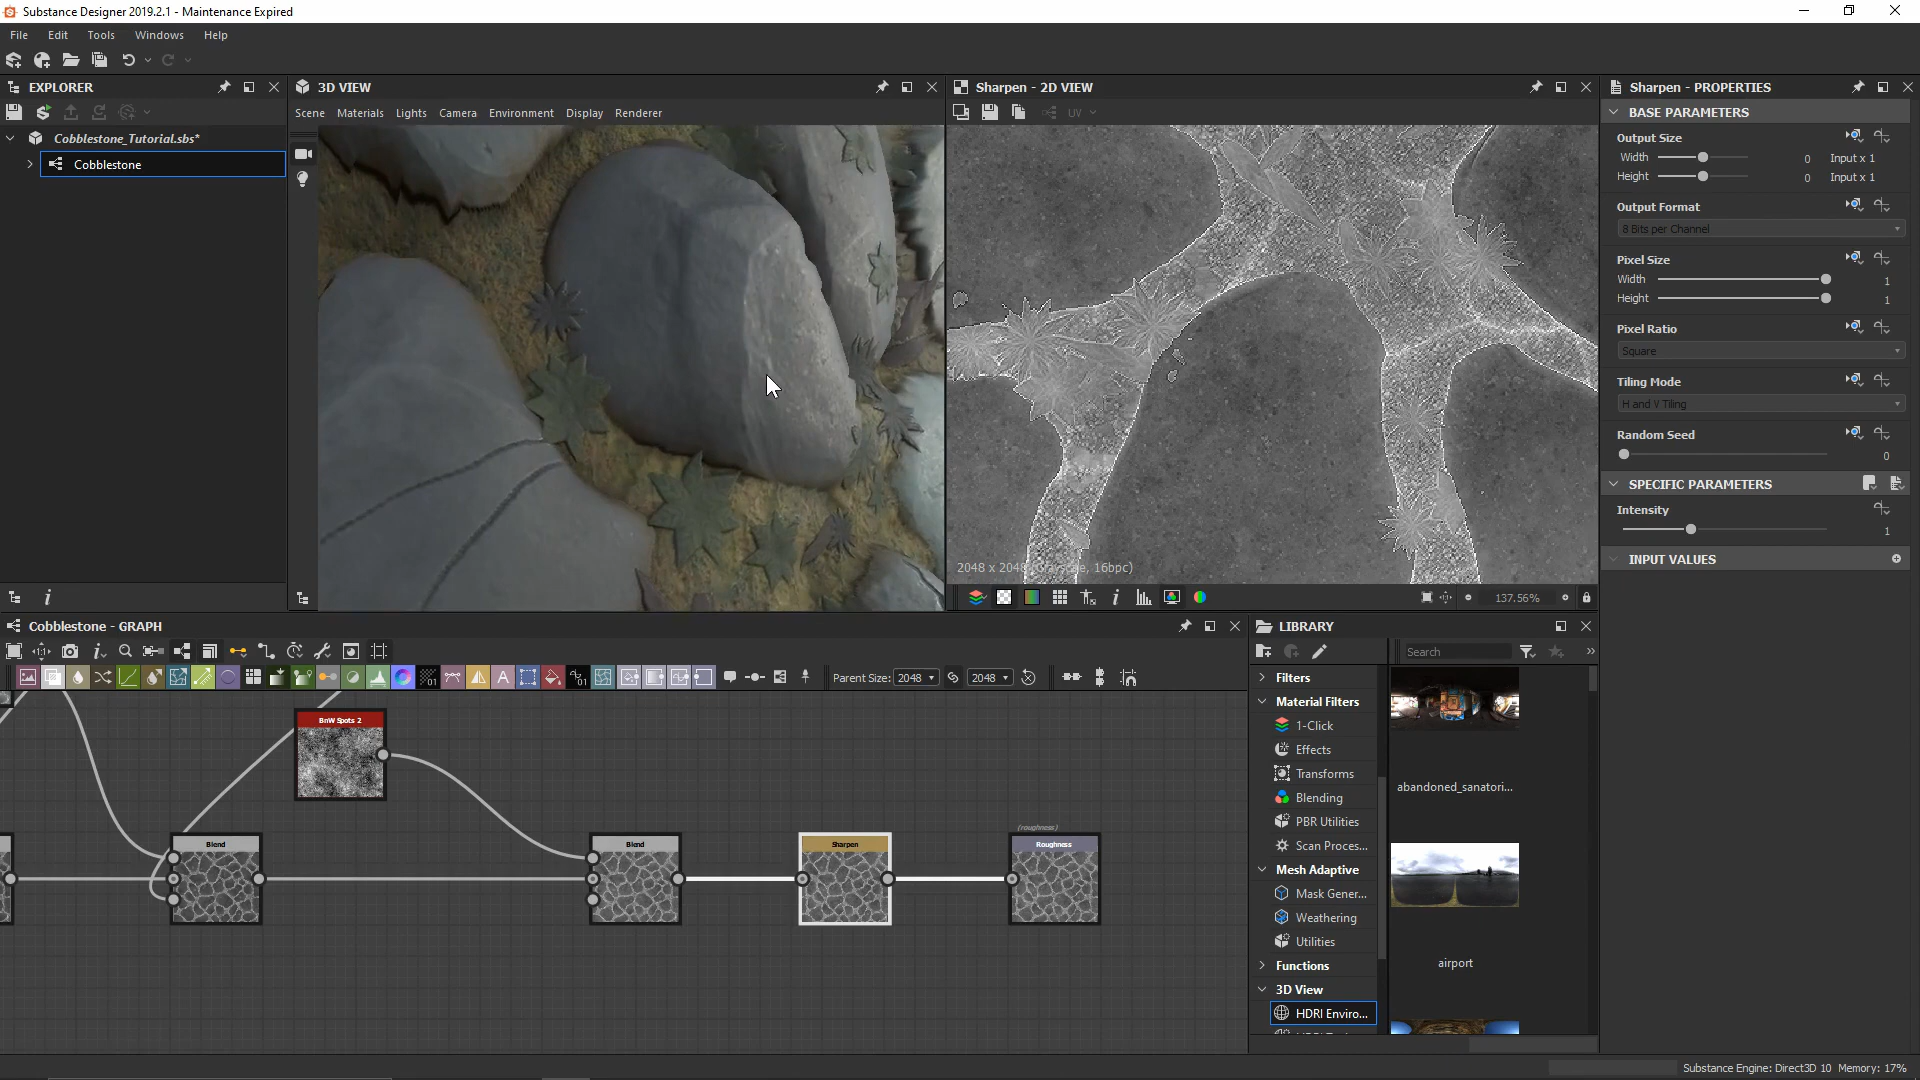 Substance Designer 2019.2.1 - Maintenance Expired
File Edit Tools Windows Help
EXPLORER
Cobblestone_Tutorial.sbs*
Cobblestone
3D VIEW
Scene Materials Lights Camera Environment Display Renderer
Sharpen - 2D VIEW
UV
2048 x 2048 (Grayscale, 16bpc)
137.56%
Sharpen - PROPERTIES
BASE PARAMETERS
Output Size
Width 0 Input x 1
Height 0 Input x 1
Output Format
8 Bits per Channel
Pixel Size
Width 1
Height 1
Pixel Ratio
Square
Tiling Mode
H and V Tiling
Random Seed
0
SPECIFIC PARAMETERS
Intensity
1
INPUT VALUES
Cobblestone - GRAPH
Parent Size: 2048 2048
BnW Spots 2
Blend
Blend
Sharpen
(roughness)
Roughness
LIBRARY
Search
Filters
Material Filters
1-Click
Effects
Transforms
Blending
PBR Utilities
Scan Proces...
Mesh Adaptive
Mask Gener...
Weathering
Utilities
Functions
3D View
HDRI Enviro...
abandoned_sanatori...
airport
Substance Engine: Direct3D 10 Memory: 17%